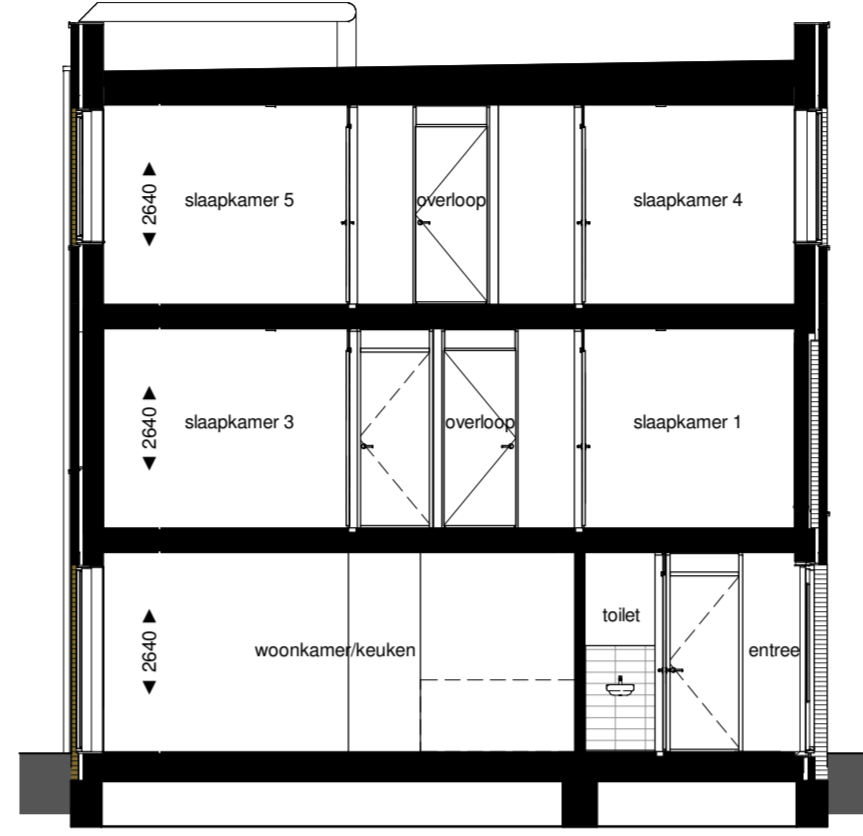 ◄ 2640 ►
slaapkamer 5
overloop
slaapkamer 4
◄ 2640 ►
slaapkamer 3
overloop
slaapkamer 1
◄ 2640 ►
woonkamer/keuken
toilet
entree